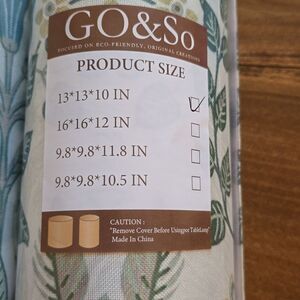 GO&So
FOCUSED ON ECO-FRIENDLY, ORIGINAL CREATIONS
PRODUCT SIZE
13*13*10 IN
16*16*12 IN
9.8*9.8*11.8 IN
9.8*9.8*10.5 IN
CAUTION :
"Remove Cover Before Usingpor TableLamp"
Made In China